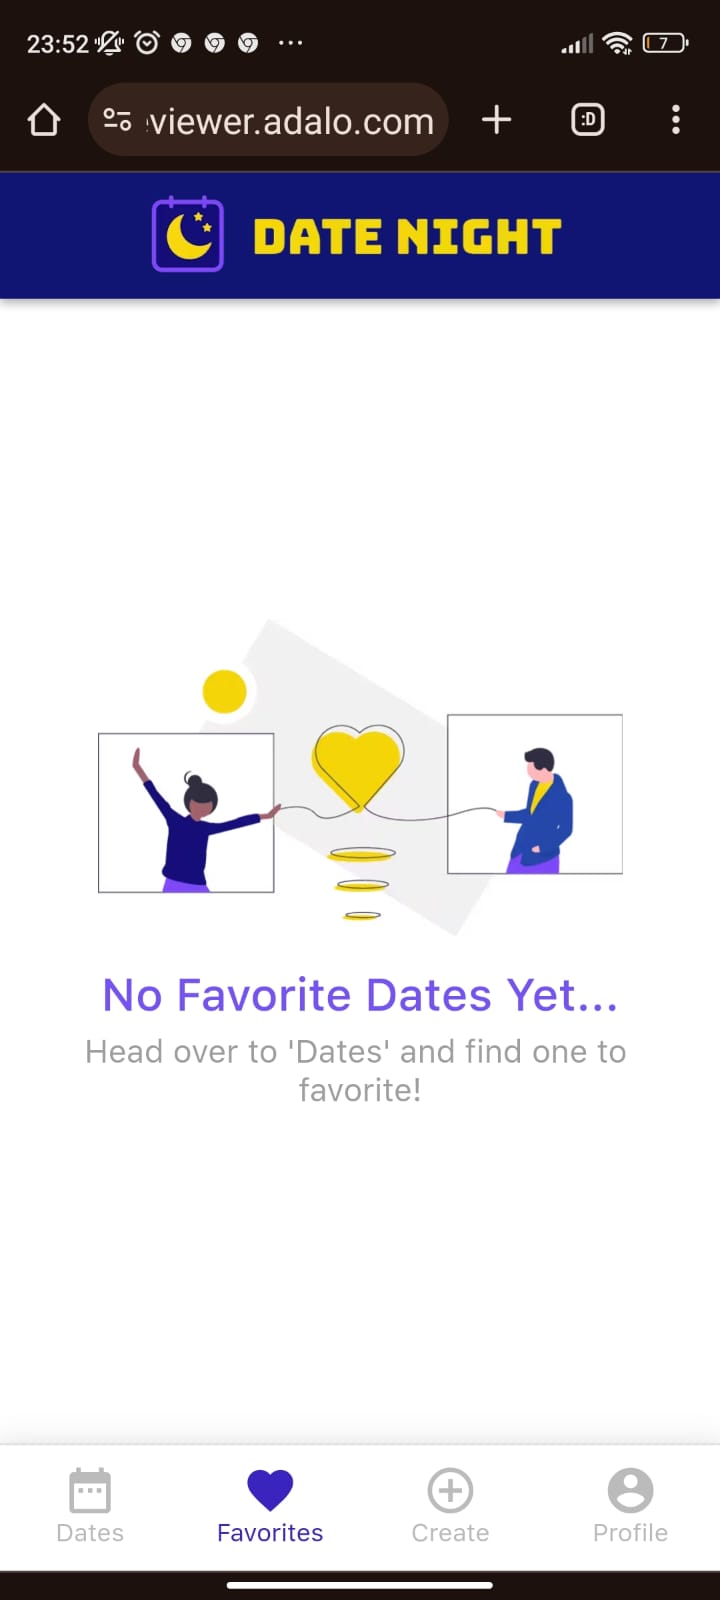 23:52
7
viewer.adalo.com
:D
DATE NIGHT
No Favorite Dates Yet...
Head over to 'Dates' and find one to
favorite!
Dates
Favorites
Create
Profile